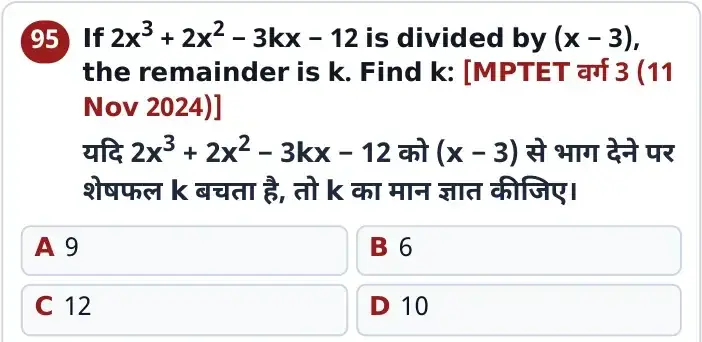 95 If 2x³ + 2x² – 3kx – 12 is divided by (x – 3),
the remainder is k. Find k: [MPTET वर्ग 3 (11
Nov 2024)]
यदि 2x³ + 2x² – 3kx – 12 को (x – 3) से भाग देने पर
शेषफल k बचता है, तो k का मान ज्ञात कीजिए।
A 9
B 6
C 12
D 10